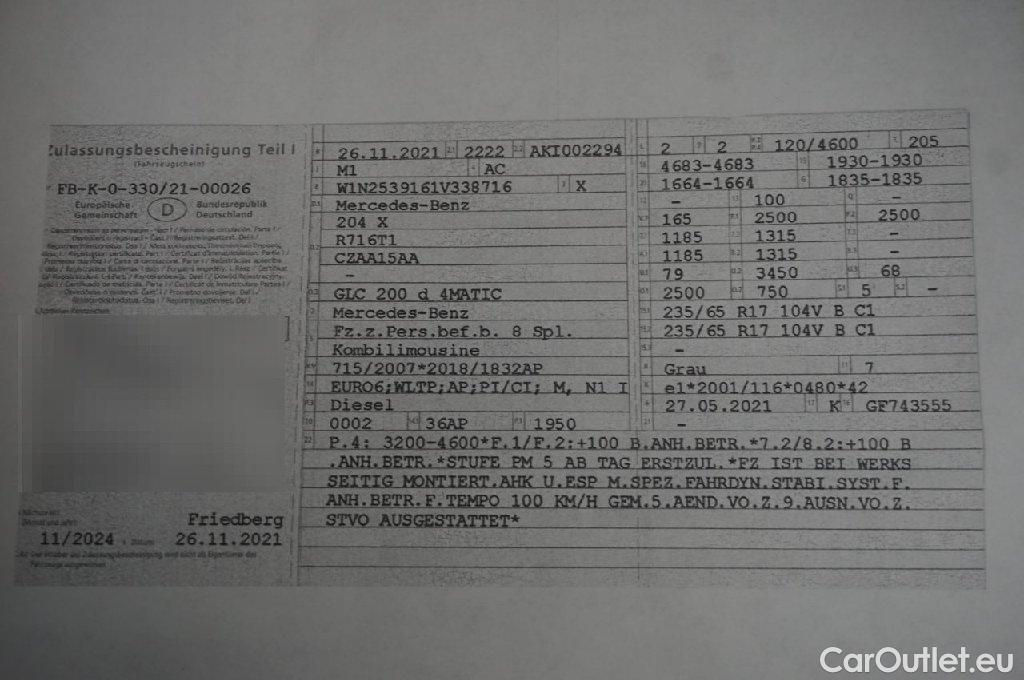 Zulassungsbescheinigung Teil I
(Fahrzeugschein)
FB-K-0-330/21-00026
Europäische Gemeinschaft D Bundesrepublik Deutschland
Friedberg
11/2024 26.11.2021
26.11.2021 2222 AKI002294
M1 AC
W1N2539161V338716 X
Mercedes-Benz
204 X
R716T1
CZAA15AA
–
GLC 200 d 4MATIC
Mercedes-Benz
Fz.z.Pers.bef.b. 8 Spl.
Kombilimousine
715/2007*2018/1832AP
EURO6;WLTP;AP;PI/CI; M, N1 I
Diesel
0002 36AP 1950
2 2 120/4600 205
4683-4683 1930-1930
1664-1664 1835-1835
– 100 –
165 2500 2500
1185 1315 –
1185 1315 –
79 3450 68
2500 750 5 –
235/65 R17 104V B C1
235/65 R17 104V B C1
–
Grau 7
e1*2001/116*0480*42
27.05.2021 K GF743555
–
P.4: 3200-4600*F.1/F.2:+100 B.ANH.BETR.*7.2/8.2:+100 B
.ANH.BETR.*STUFE PM 5 AB TAG ERSTZUL.*FZ IST BEI WERKS
SEITIG MONTIERT.AHK U.ESP M.SPEZ.FAHRDYN.STABI.SYST.F.
ANH.BETR.F.TEMPO 100 KM/H GEM.5.AEND.VO.Z.9.AUSN.VO.Z.
STVO AUSGESTATTET*
CarOutlet.eu